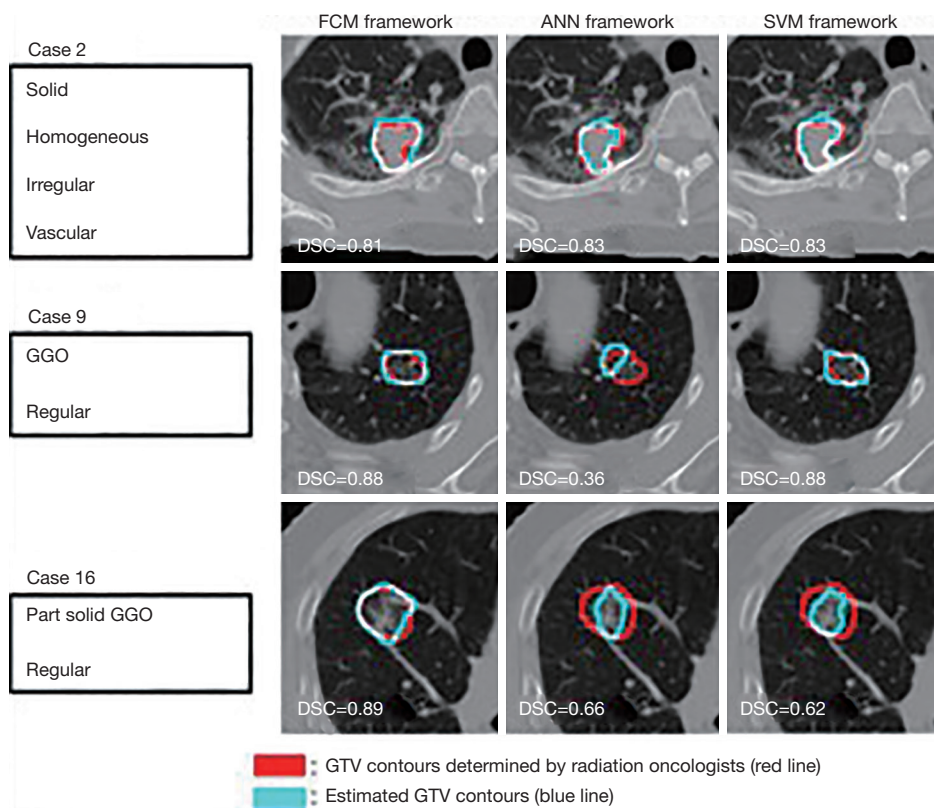 FCM framework ANN framework SVM framework
Case 2
Solid
Homogeneous
Irregular
Vascular
DSC=0.81 DSC=0.83 DSC=0.83
Case 9
GGO
Regular
DSC=0.88 DSC=0.36 DSC=0.88
Case 16
Part solid GGO
Regular
DSC=0.89 DSC=0.66 DSC=0.62
: GTV contours determined by radiation oncologists (red line)
: Estimated GTV contours (blue line)